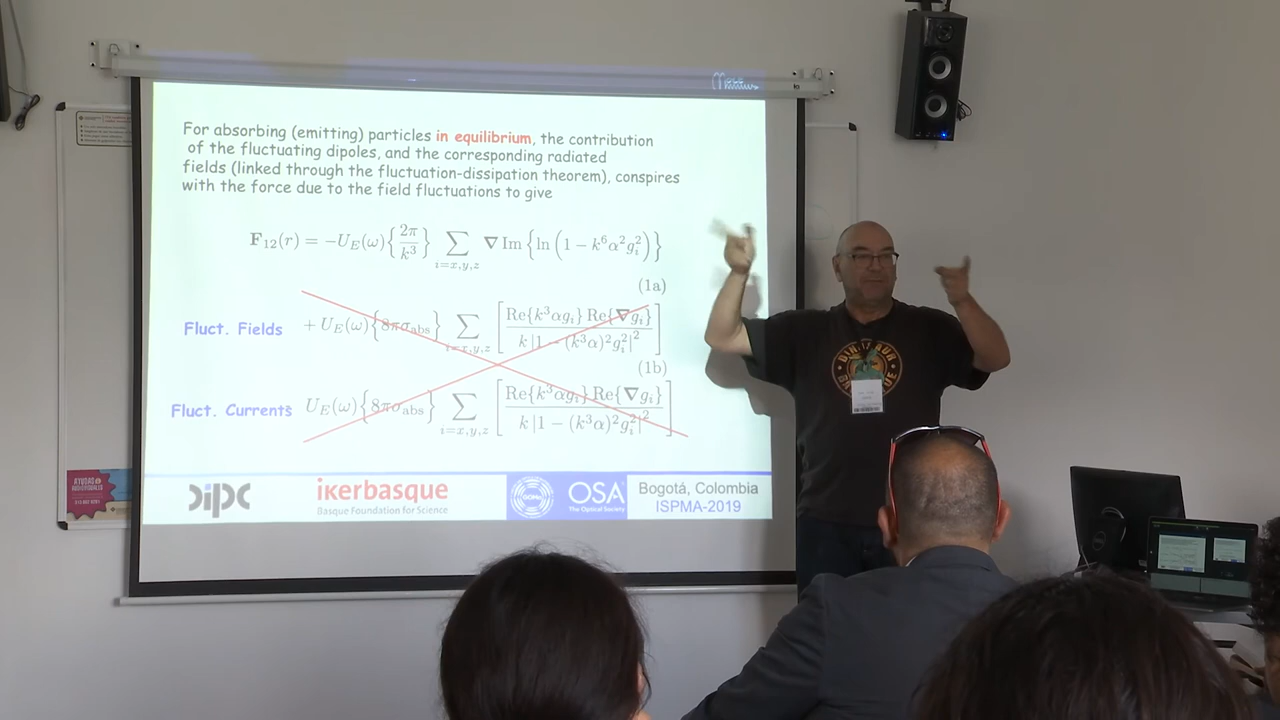 For absorbing (emitting) particles in equilibrium, the contribution
of the fluctuating dipoles, and the corresponding radiated
fields (linked through the fluctuation-dissipation theorem), conspires
with the force due to the field fluctuations to give
F₁₂(r) = −U_E(ω){2π/k³} ∑_{i=x,y,z} ∇ Im {ln (1 − k⁶α²g_i²)}
(1a)
Fluct. Fields + U_E(ω){8πσ_abs} ∑_{i=x,y,z} [Re{k³αg_i} Re{∇g_i} / k |1 − (k³α)²g_i²|²]
(1b)
Fluct. Currents U_E(ω){8πσ_abs} ∑_{i=x,y,z} [Re{k³αg_i} Re{∇g_i} / k |1 − (k³α)²g_i²|²]
dipc
ikerbasque
Basque Foundation for Science
OSA
The Optical Society
Bogotá, Colombia
ISPMA-2019
AYUDAS
DINOSAUR